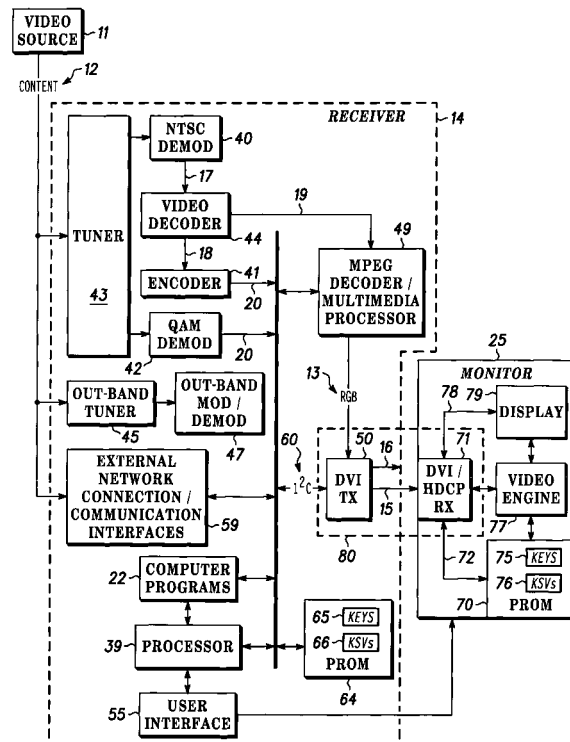 VIDEO
SOURCE
11
12
CONTENT
RECEIVER
14
NTSC
DEMOD
40
17
19
VIDEO
DECODER
44
49
TUNER
43
18
41
ENCODER
20
MPEG
DECODER /
MULTIMEDIA
PROCESSOR
QAM
DEMOD
42
20
25
MONITOR
13
RGB
78
79
DISPLAY
OUT-BAND
TUNER
45
OUT-BAND
MOD /
DEMOD
47
60
50
16
71
I²C
DVI
TX
15
DVI /
HDCP
RX
VIDEO
ENGINE
77
EXTERNAL
NETWORK
CONNECTION /
COMMUNICATION
INTERFACES
59
80
72
75
KEYS
76
KSVs
70
PROM
22
COMPUTER
PROGRAMS
65
KEYS
66
KSVs
PROM
64
39
PROCESSOR
55
USER
INTERFACE